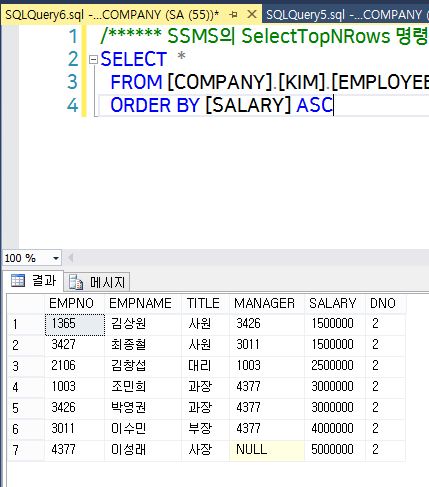 SQLQuery6.sql -...COMPANY (SA (55))* SQLQuery5.sql -...COMPANY (
1 /****** SSMS의 SelectTopNRows 명령
2 SELECT *
3 FROM [COMPANY].[KIM].[EMPLOYEE
4 ORDER BY [SALARY] ASC
100 %
결과 메시지
EMPNO EMPNAME TITLE MANAGER SALARY DNO
1 1365 김상원 사원 3426 1500000 2
2 3427 최종철 사원 3011 1500000 2
3 2106 김창섭 대리 1003 2500000 2
4 1003 조민희 과장 4377 3000000 2
5 3426 박영권 과장 4377 3000000 2
6 3011 이수민 부장 4377 4000000 2
7 4377 이성래 사장 NULL 5000000 2